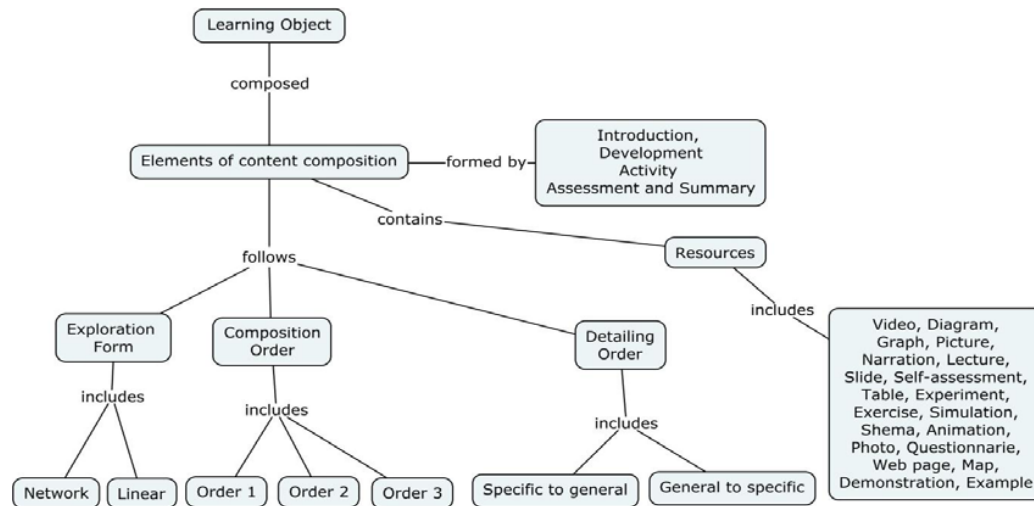 Learning Object
composed
Elements of content composition
formed by
Introduction,
Development
Activity
Assessment and Summary
contains
Resources
follows
includes
Exploration
Form
Composition
Order
Detailing
Order
Video, Diagram,
Graph, Picture,
Narration, Lecture,
Slide, Self-assessment,
Table, Experiment,
Exercise, Simulation,
Shema, Animation,
Photo, Questionnarie,
Web page, Map,
Demonstration, Example
includes
includes
includes
Network
Linear
Order 1
Order 2
Order 3
Specific to general
General to specific